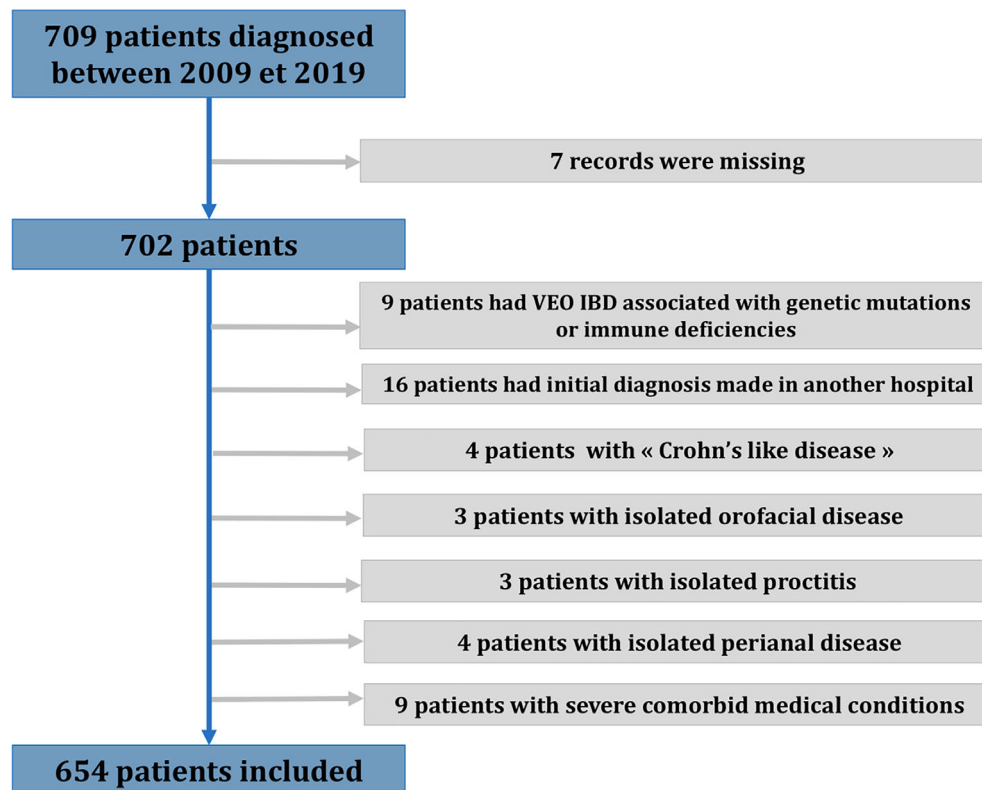 709 patients diagnosed
between 2009 et 2019
7 records were missing
702 patients
9 patients had VEO IBD associated with genetic mutations
or immune deficiencies
16 patients had initial diagnosis made in another hospital
4 patients with « Crohn's like disease »
3 patients with isolated orofacial disease
3 patients with isolated proctitis
4 patients with isolated perianal disease
9 patients with severe comorbid medical conditions
654 patients included